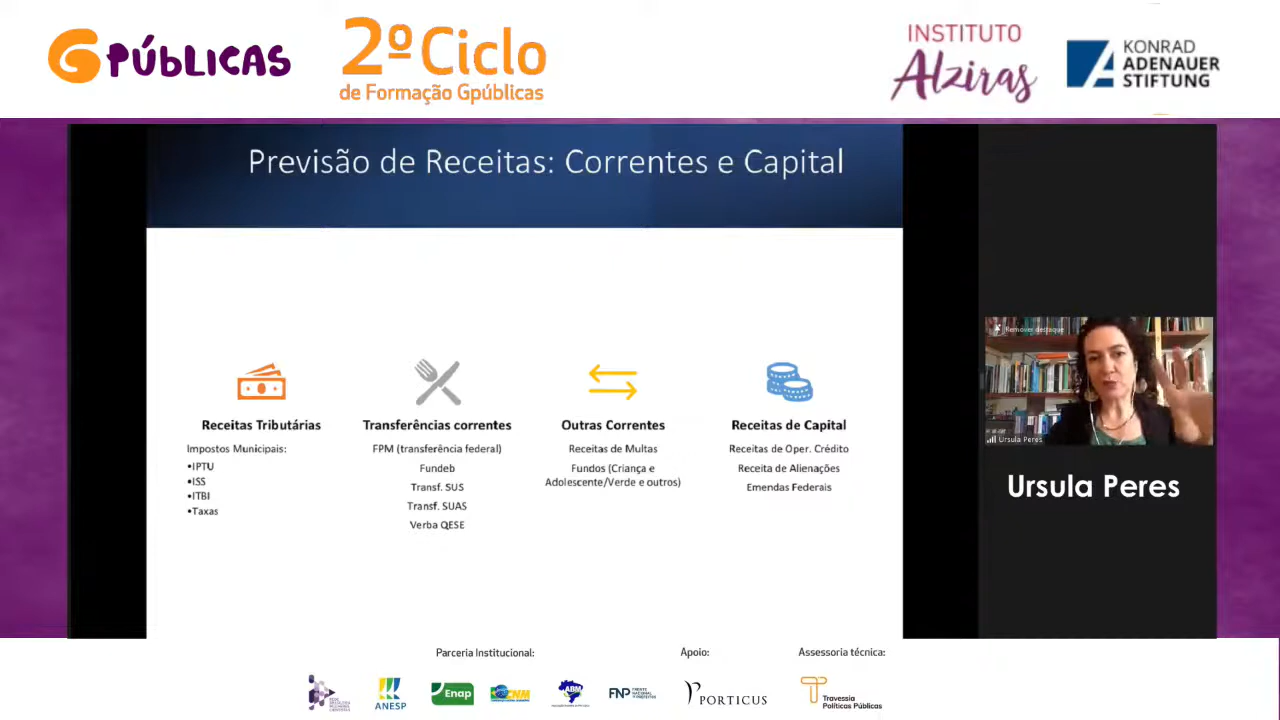 GPÚBLICAS
2º Ciclo
de Formação Gpúblicas
INSTITUTO
Alziras
KONRAD
ADENAUER
STIFTUNG
Previsão de Receitas: Correntes e Capital
Receitas Tributárias
Impostos Municipais:
•IPTU
•ISS
•ITBI
•Taxas
Transferências correntes
FPM (transferência federal)
Fundeb
Transf. SUS
Transf. SUAS
Verba QESE
Outras Correntes
Receitas de Multas
Fundos (Criança e
Adolescente/Verde e outros)
Receitas de Capital
Receitas de Oper. Crédito
Receita de Alienações
Emendas Federais
Remover destaque
Ursula Peres
Ursula Peres
Parceria Institucional:
Apoio:
Assessoria técnica:
ANESP
Enap
CNM
ABM
FNP
FRENTE
NACIONAL
DE PREFEITOS
PORTICUS
Travessia
Políticas Públicas